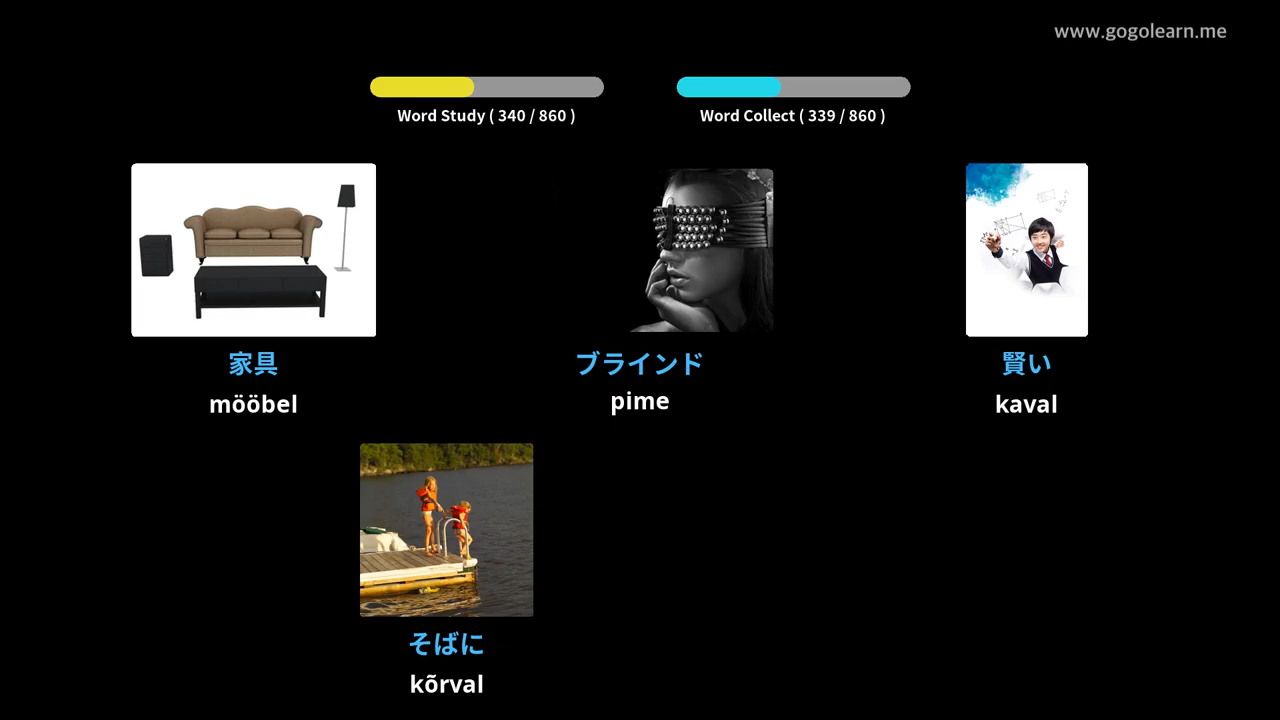 www.gogolearn.me
Word Study ( 340 / 860 )
Word Collect ( 339 / 860 )
家具
mööbel
ブラインド
pime
賢い
kaval
そばに
kõrval